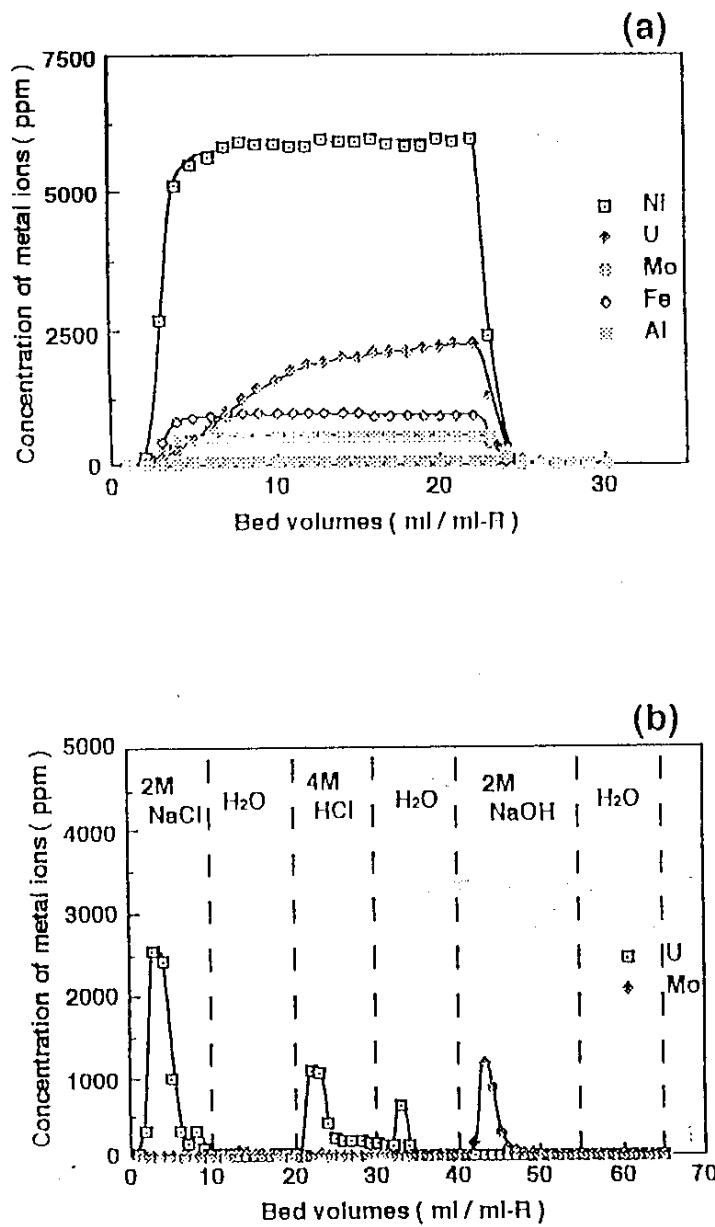 (a)
7500
5000
2500
0
Concentration of metal ions ( ppm )
Ni
U
Mo
Fe
Al
0 10 20 30
Bed volumes ( ml / ml-R )
(b)
5000
4000
3000
2000
1000
0
Concentration of metal ions ( ppm )
2M NaCl
H₂O
4M HCl
H₂O
2M NaOH
H₂O
U
Mo
0 10 20 30 40 50 60 70
Bed volumes ( ml / ml-R )